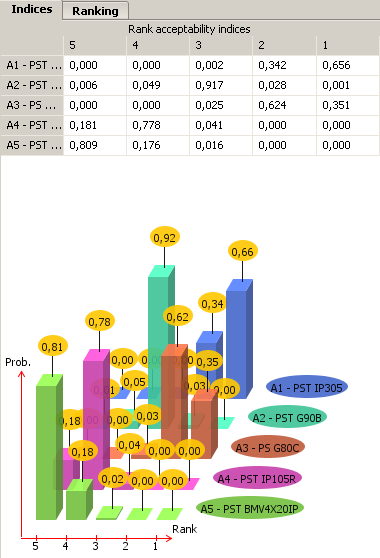 Indices Ranking
Rank acceptability indices
5 4 3 2 1
A1 - PST ... 0,000 0,000 0,002 0,342 0,656
A2 - PST ... 0,006 0,049 0,917 0,028 0,001
A3 - PS ... 0,000 0,000 0,025 0,624 0,351
A4 - PST ... 0,181 0,778 0,041 0,000 0,000
A5 - PST ... 0,809 0,176 0,016 0,000 0,000
0,92
0,66
0,34
0,62
0,78
0,81
Prob.
0,00 0,35
0,01 0,05 0,03 0,00
A1 - PST IP305
0,18 0,00 0,03
A2 - PST G90B
0,18 0,04 0,00 0,00
A3 - PS G80C
0,02 0,00 0,00
A4 - PST IP105R
A5 - PST BMV4X20IP
Rank
5 4 3 2 1